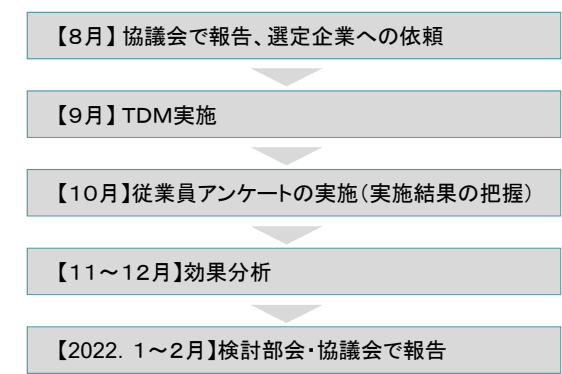 【８月】 協議会で報告、選定企業への依頼
【９月】 TDM実施
【１０月】従業員アンケートの実施（実施結果の把握）
【１１～１２月】効果分析
【2022. １～２月】検討部会・協議会で報告